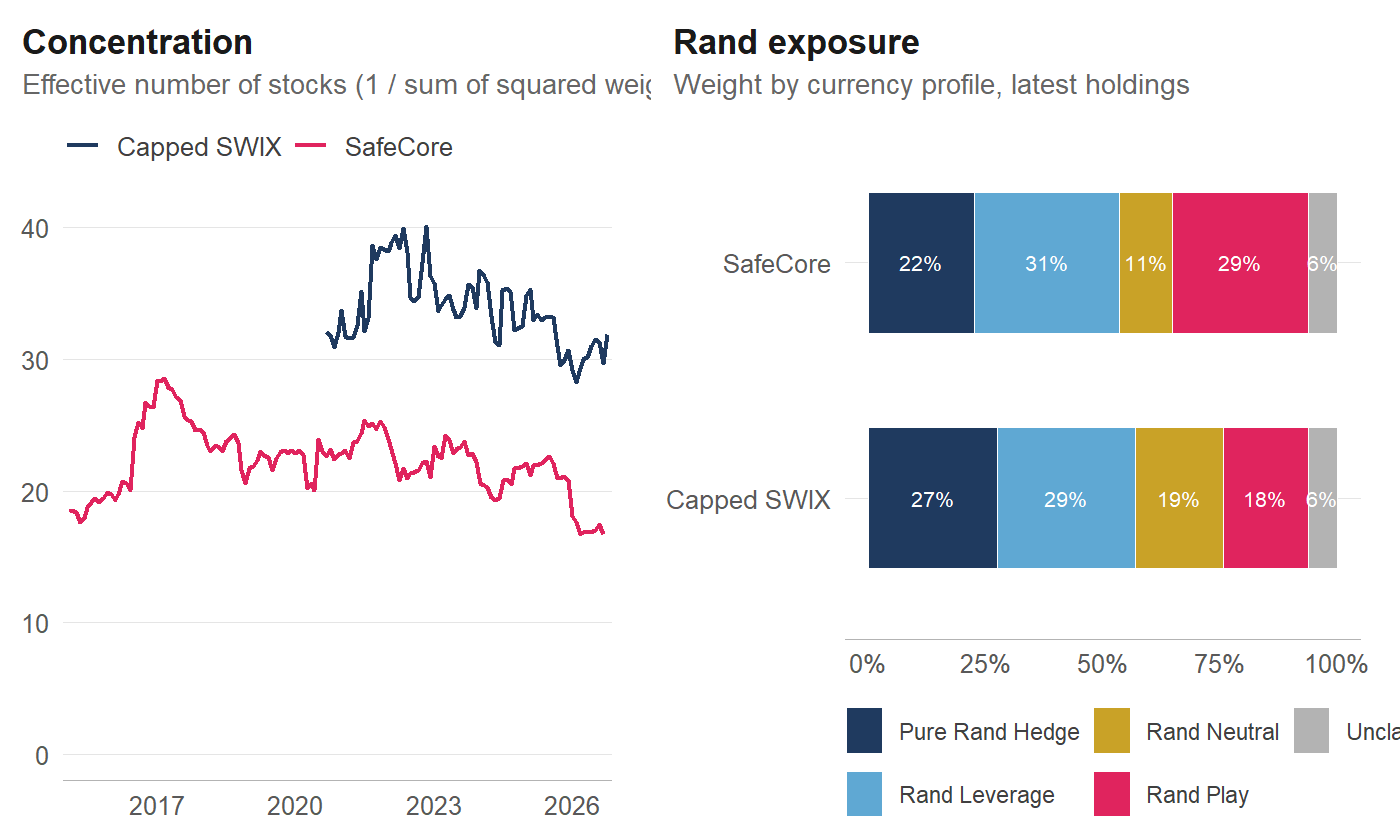 Concentration
Effective number of stocks (1 / sum of squared
Capped SWIX SafeCore
40
30
20
10
0
2017 2020 2023 2026
Rand exposure
Weight by currency profile, latest holdings
SafeCore
22% 31% 11% 29% 6%
Capped SWIX
27% 29% 19% 18% 6%
0% 25% 50% 75% 100%
Pure Rand Hedge Rand Neutral
Rand Leverage Rand Play